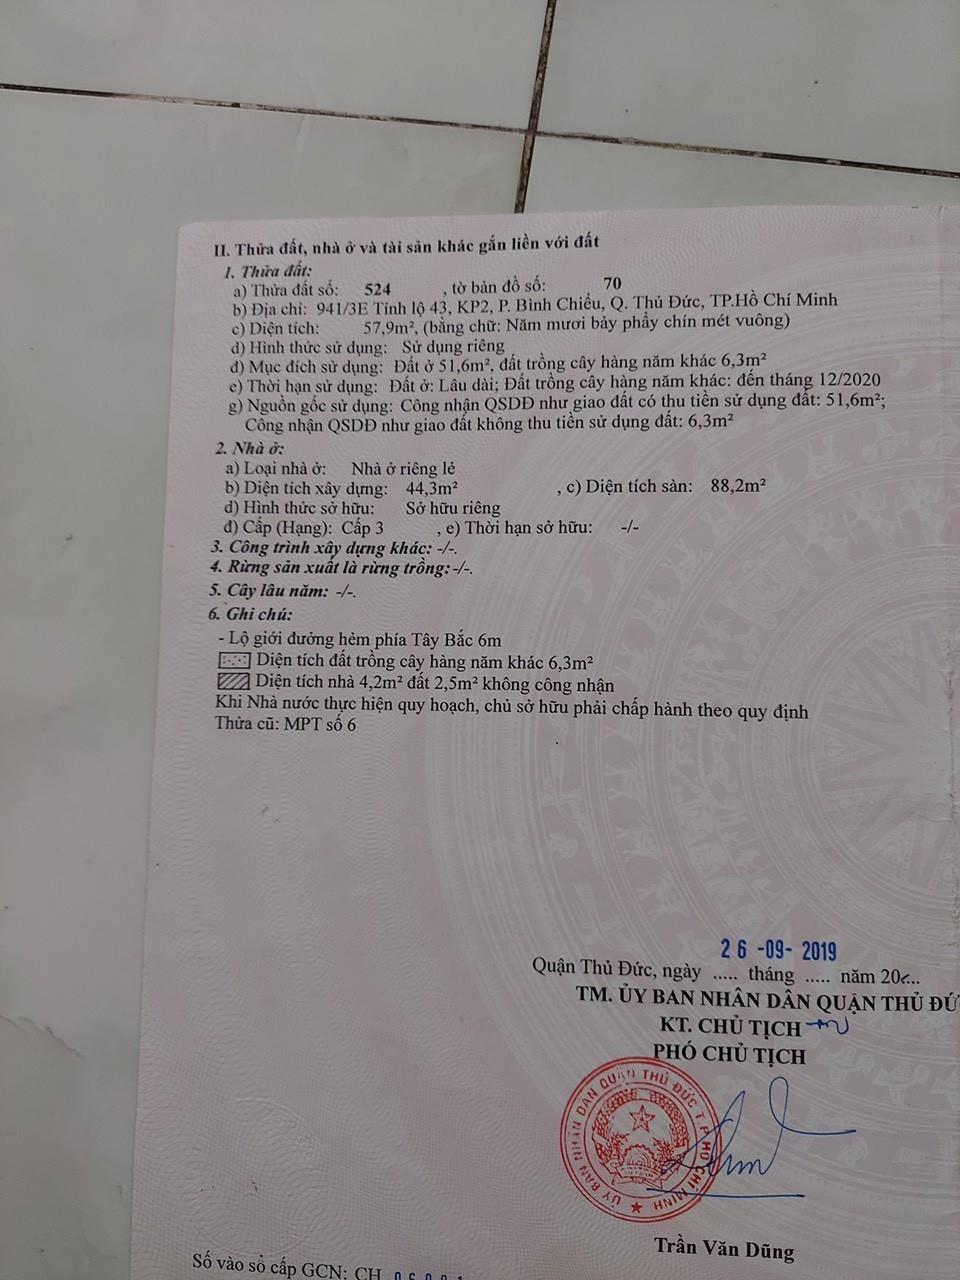 II. Thửa đất, nhà ở và tài sản khác gắn liền với đất
1. Thửa đất:
a) Thửa đất số: 524 , tờ bản đồ số: 70
b) Địa chỉ: 941/3E Tỉnh lộ 43, KP2, P. Bình Chiểu, Q. Thủ Đức, TP.Hồ Chí Minh
c) Diện tích: 57,9m², (bằng chữ: Năm mươi bảy phẩy chín mét vuông)
d) Hình thức sử dụng: Sử dụng riêng
đ) Mục đích sử dụng: Đất ở 51,6m², đất trồng cây hàng năm khác 6,3m²
e) Thời hạn sử dụng: Đất ở: Lâu dài; Đất trồng cây hàng năm khác: đến tháng 12/2020
g) Nguồn gốc sử dụng: Công nhận QSDĐ như giao đất có thu tiền sử dụng đất: 51,6m²;
Công nhận QSDĐ như giao đất không thu tiền sử dụng đất: 6,3m²
2. Nhà ở:
a) Loại nhà ở: Nhà ở riêng lẻ
b) Diện tích xây dựng: 44,3m² , c) Diện tích sàn: 88,2m²
d) Hình thức sở hữu: Sở hữu riêng
đ) Cấp (Hạng): Cấp 3 , e) Thời hạn sở hữu: -/-
3. Công trình xây dựng khác: -/-.
4. Rừng sản xuất là rừng trồng: -/-.
5. Cây lâu năm: -/-.
6. Ghi chú:
- Lộ giới đường hẻm phía Tây Bắc 6m
Diện tích đất trồng cây hàng năm khác 6,3m²
Diện tích nhà 4,2m² đất 2,5m² không công nhận
Khi Nhà nước thực hiện quy hoạch, chủ sở hữu phải chấp hành theo quy định
Thửa cũ: MPT số 6
26-09-2019
Quận Thủ Đức, ngày ..... tháng ..... năm 20....
TM. ỦY BAN NHÂN DÂN QUẬN THỦ ĐỨ
KT. CHỦ TỊCH
PHÓ CHỦ TỊCH
ỦY BAN NHÂN DÂN QUẬN THỦ ĐỨC T.P HỒ CHÍ MINH
Trần Văn Dũng
Số vào sổ cấp GCN: CH